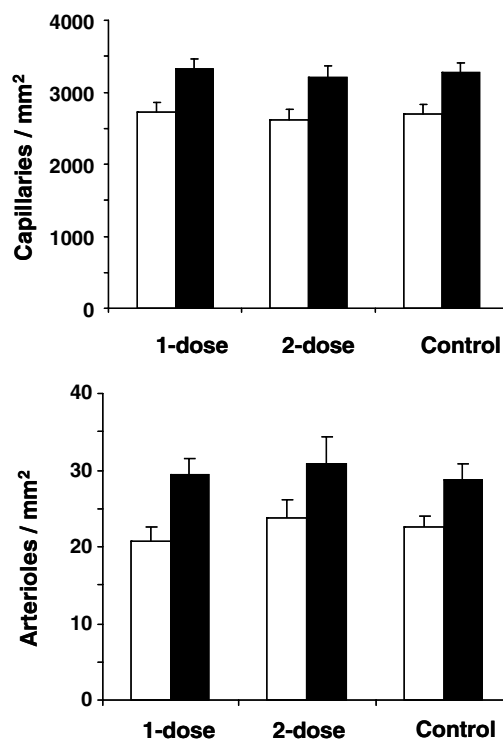 Capillaries / mm²
4000
3000
2000
1000
0
1-dose 2-dose Control
Arterioles / mm²
40
30
20
10
0
1-dose 2-dose Control